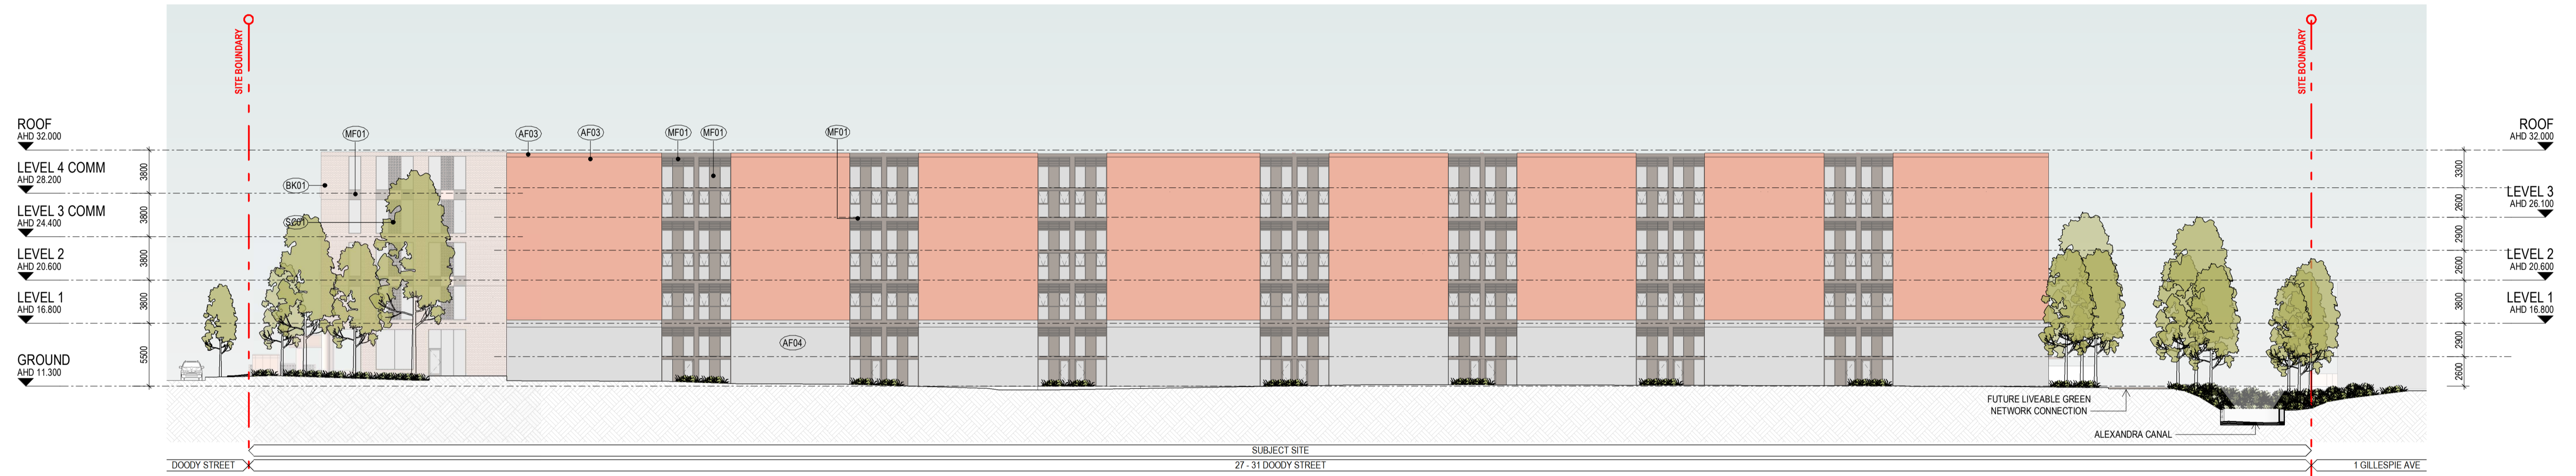 SITE BOUNDARY
SITE BOUNDARY
ROOF
AHD 32.000
LEVEL 4 COMM
AHD 28.200
LEVEL 3 COMM
AHD 24.400
LEVEL 2
AHD 20.600
LEVEL 1
AHD 16.800
GROUND
AHD 11.300
3800
3800
3800
3800
5500
MF01
AF03
AF03
MF01
MF01
MF01
BK01
SC01
AF04
ROOF
AHD 32.000
LEVEL 3
AHD 26.100
LEVEL 2
AHD 20.600
LEVEL 1
AHD 16.800
3300
2600
2900
2600
3800
2900
2600
FUTURE LIVEABLE GREEN
NETWORK CONNECTION
ALEXANDRA CANAL
SUBJECT SITE
DOODY STREET
27 - 31 DOODY STREET
1 GILLESPIE AVE